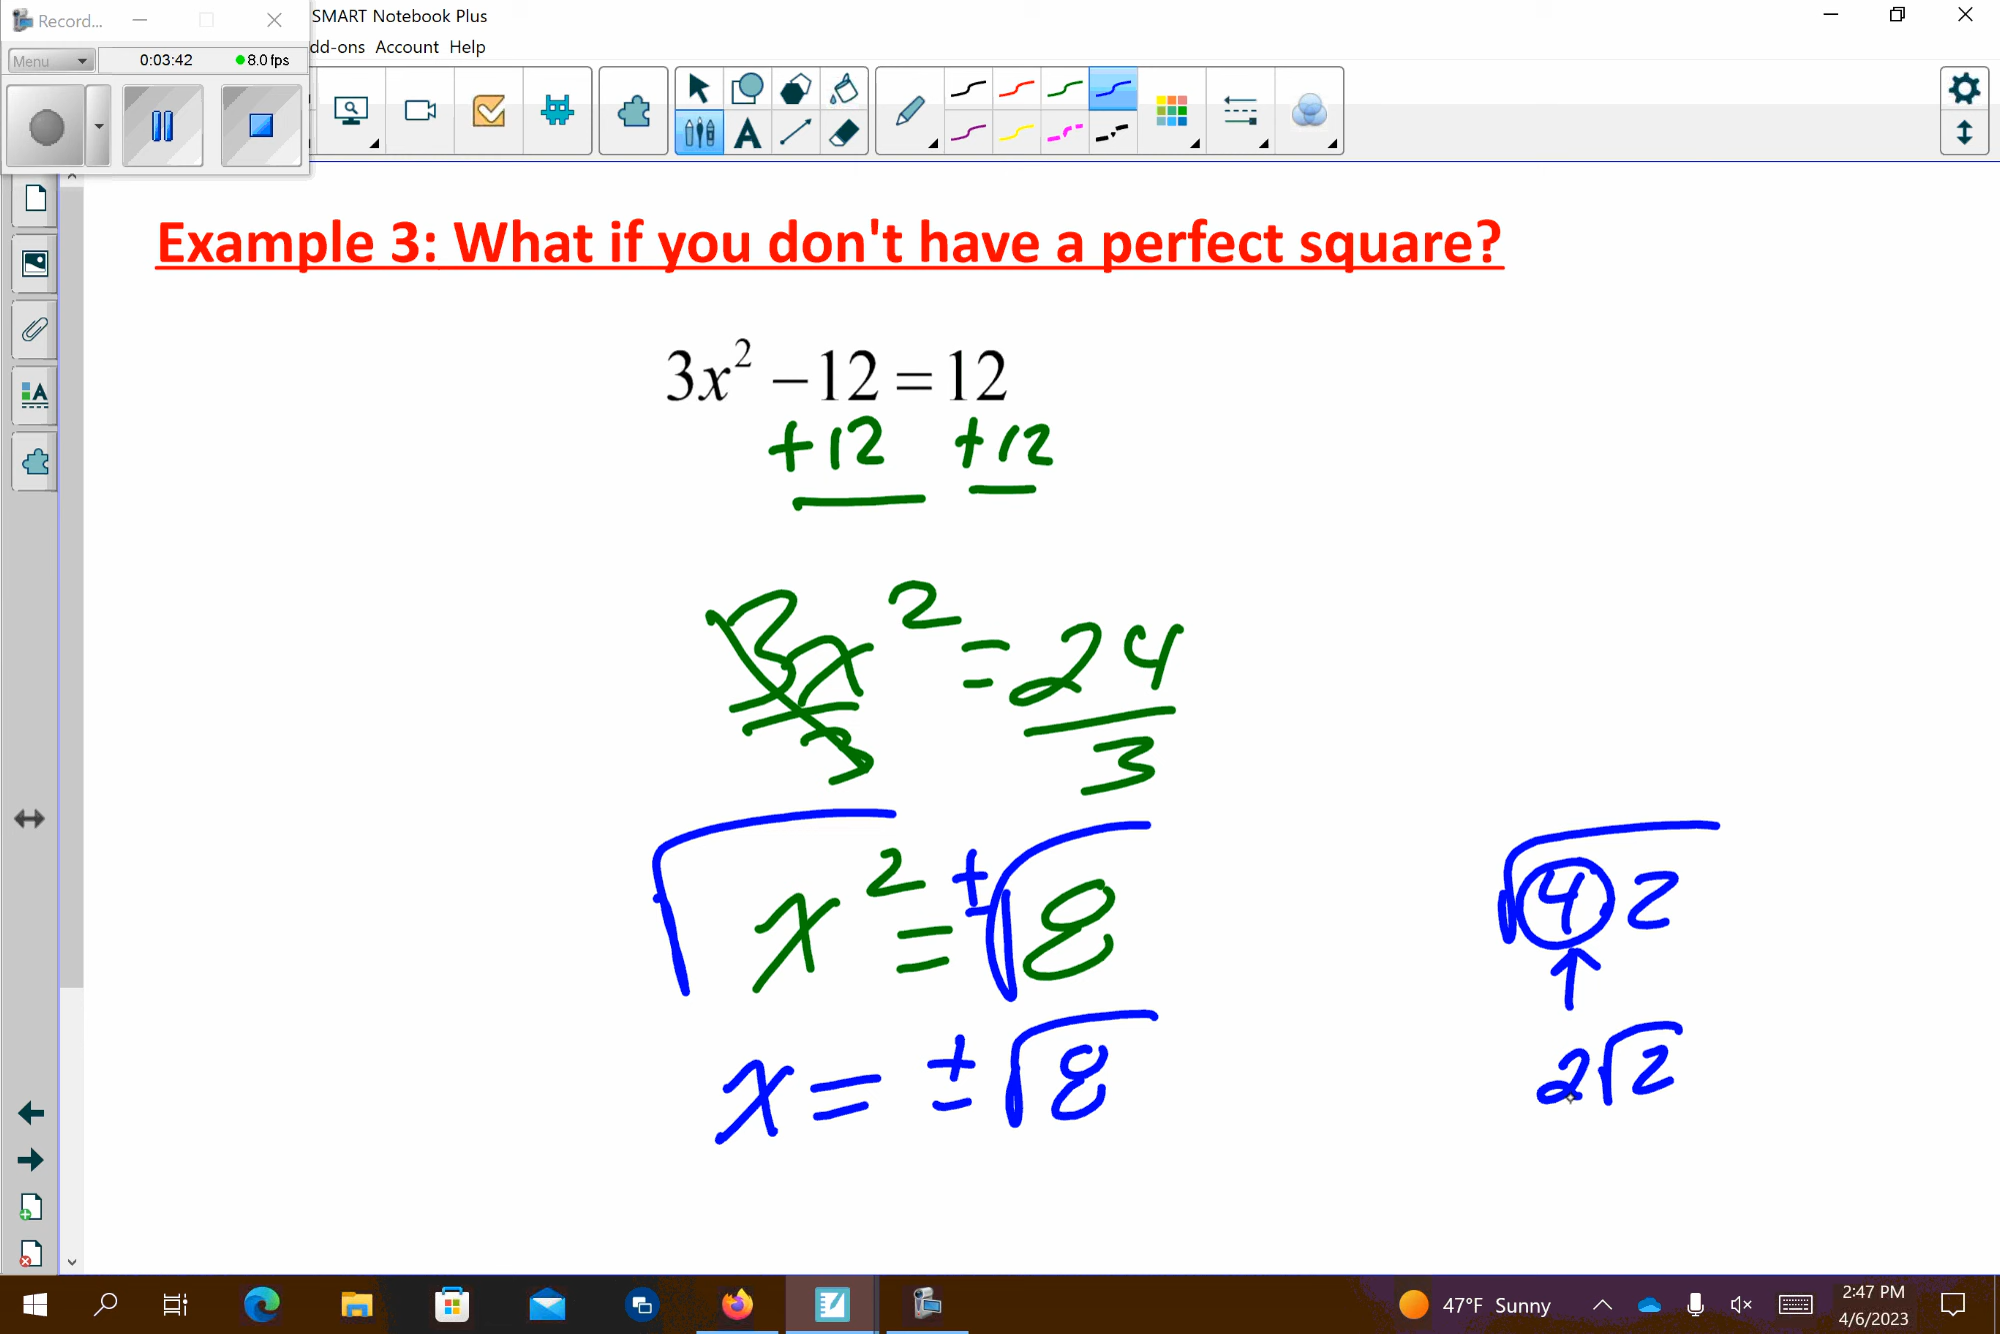 Record...
SMART Notebook Plus
dd-ons Account Help
Menu 0:03:42 8.0 fps
Example 3: What if you don't have a perfect square?
3x² − 12 = 12
+12 +12
3x² = 24
3 3
√x² = ±√8
√42
x = ±√8
2√2
47°F Sunny
2:47 PM
4/6/2023